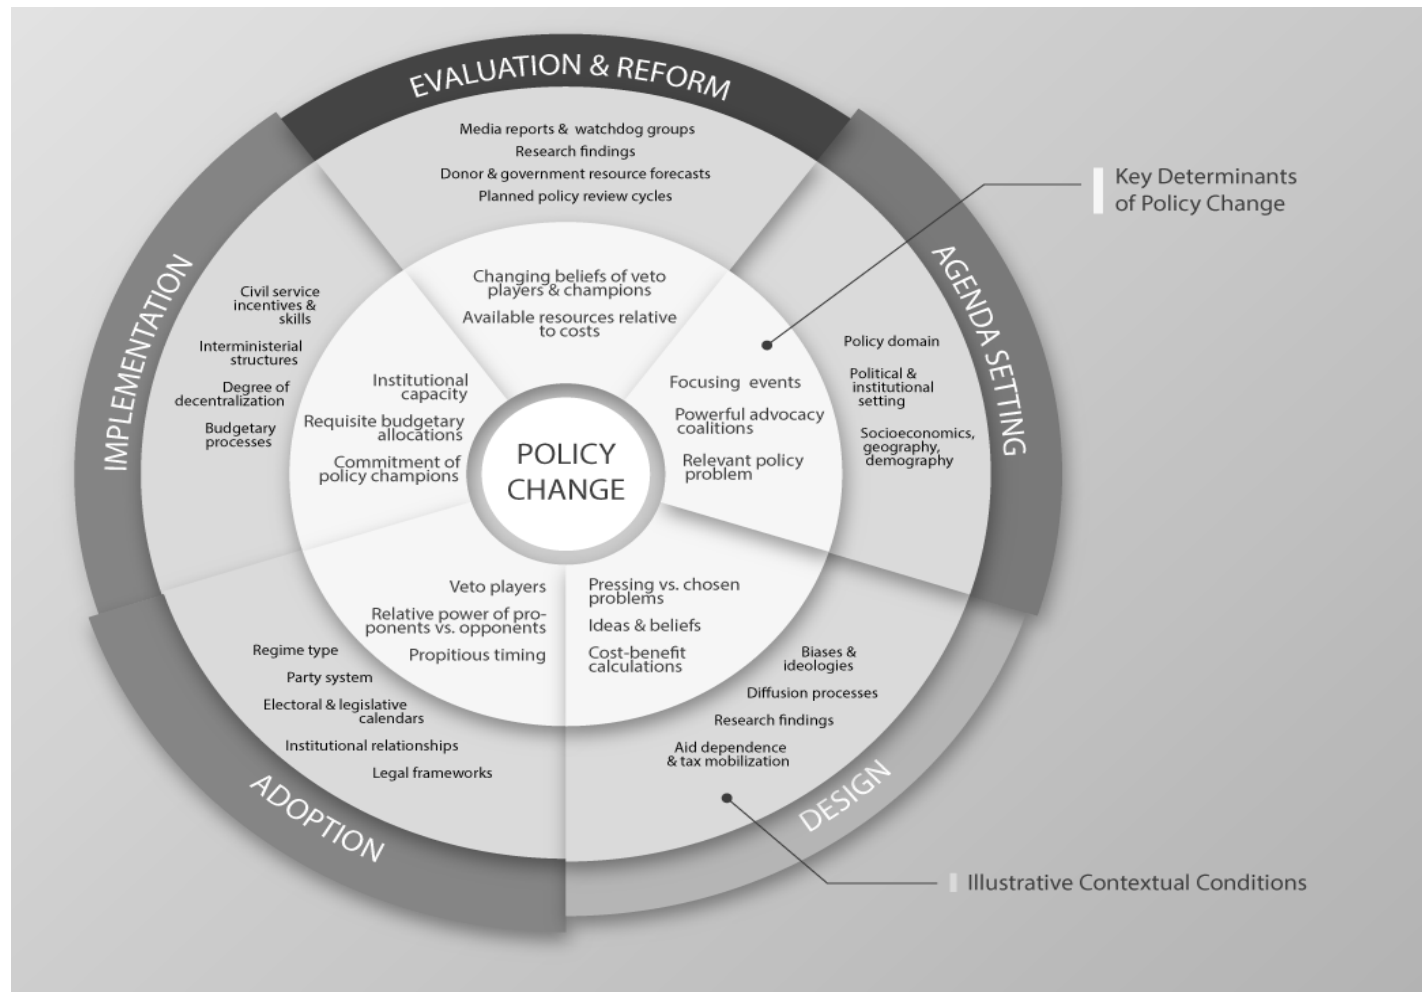 EVALUATION & REFORM
Media reports & watchdog groups
Research findings
Donor & government resource forecasts
Planned policy review cycles
Changing beliefs of veto
players & champions
Available resources relative
to costs
Key Determinants
of Policy Change
AGENDA SETTING
Policy domain
Political &
institutional
setting
Socioeconomics,
geography,
demography
Focusing events
Powerful advocacy
coalitions
Relevant policy
problem
IMPLEMENTATION
Civil service
incentives &
skills
Interministerial
structures
Degree of
decentralization
Budgetary
processes
Institutional
capacity
Requisite budgetary
allocations
Commitment of
policy champions
POLICY
CHANGE
Veto players
Relative power of pro-
ponents vs. opponents
Propitious timing
Regime type
Party system
Electoral & legislative
calendars
Institutional relationships
Legal frameworks
ADOPTION
Pressing vs. chosen
problems
Ideas & beliefs
Cost-benefit
calculations
Biases &
ideologies
Diffusion processes
Research findings
Aid dependence
& tax mobilization
DESIGN
Illustrative Contextual Conditions